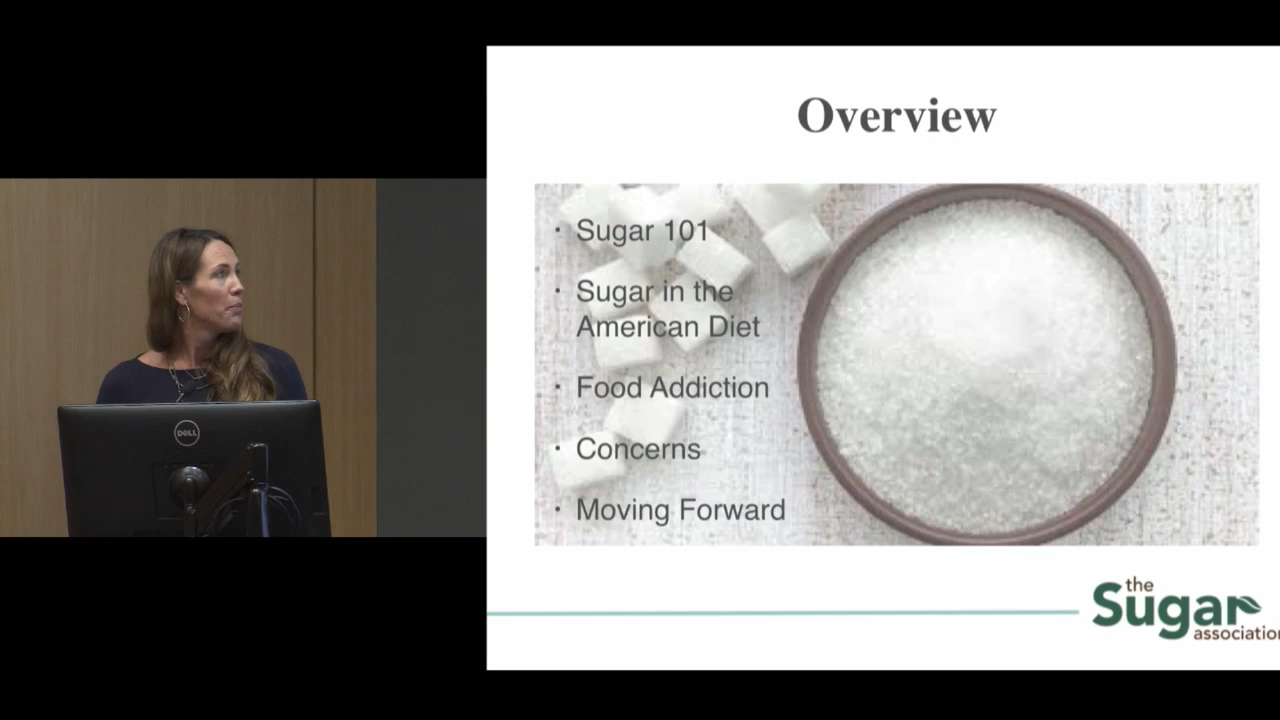 Overview
· Sugar 101
· Sugar in the
American Diet
· Food Addiction
· Concerns
· Moving Forward
the
Sugar
association
DELL